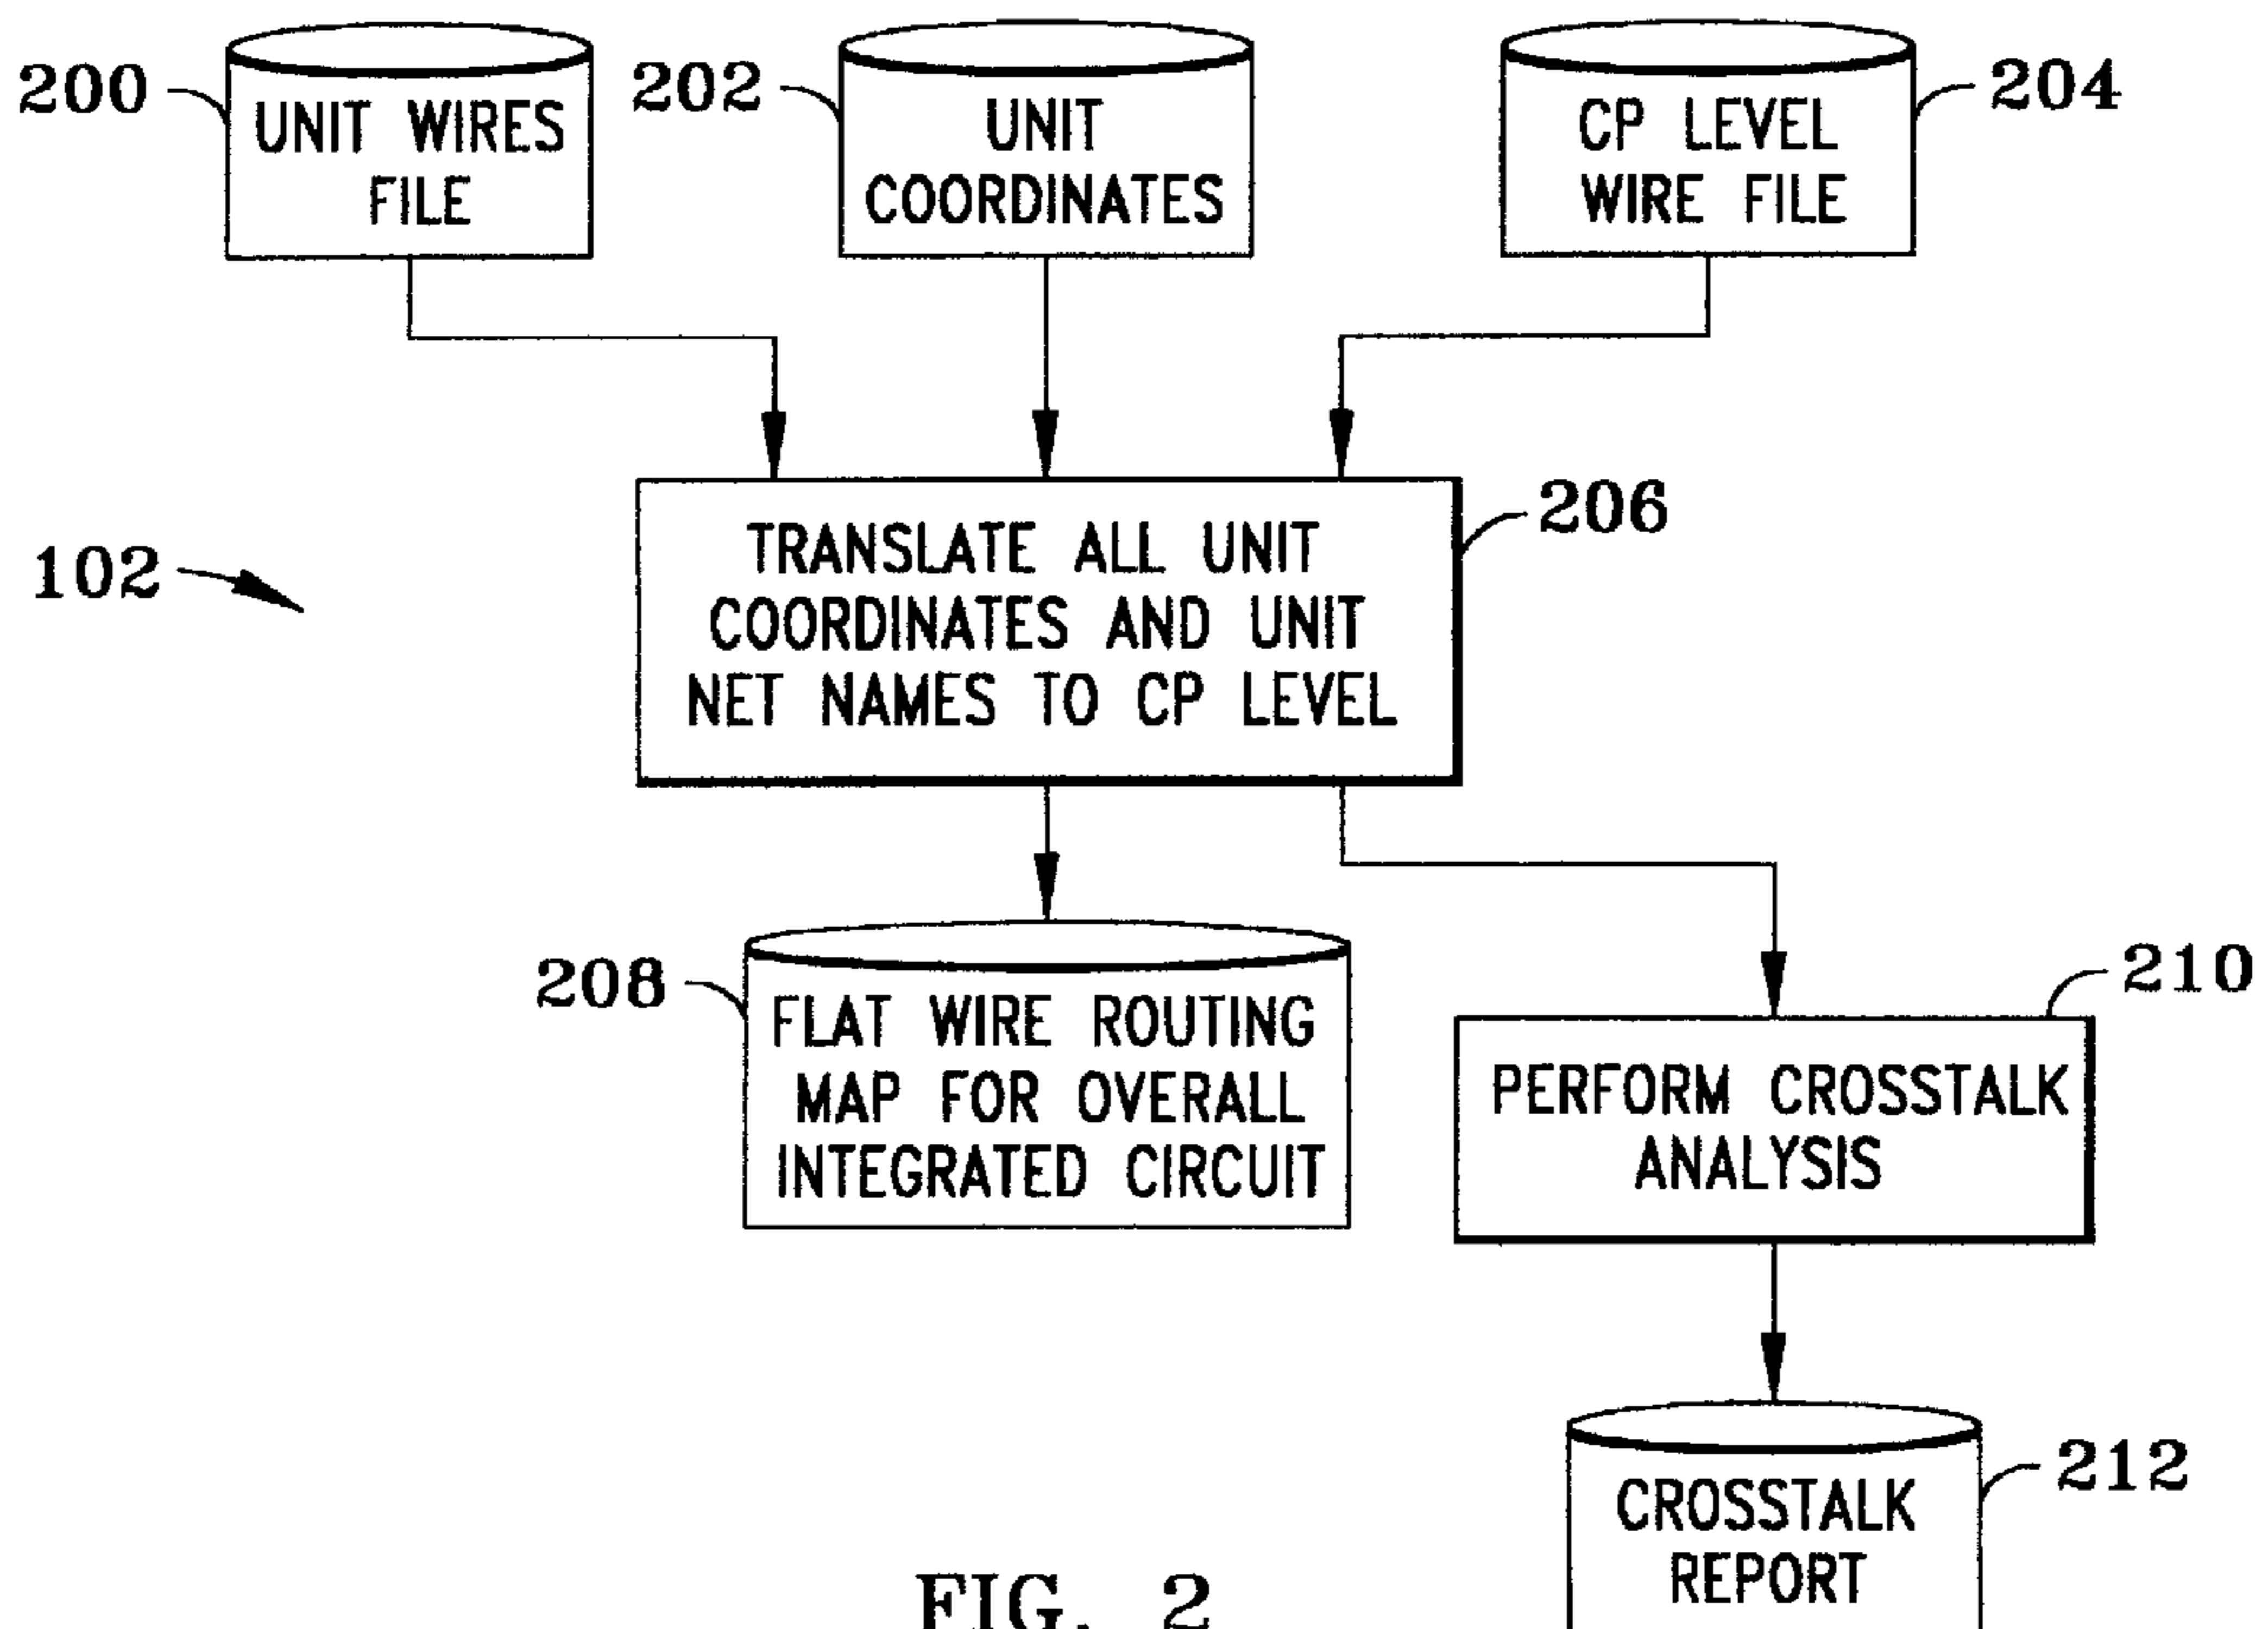 200
UNIT WIRES
FILE
202
UNIT
COORDINATES
CP LEVEL
WIRE FILE
204
102
TRANSLATE ALL UNIT
COORDINATES AND UNIT
NET NAMES TO CP LEVEL
206
208
FLAT WIRE ROUTING
MAP FOR OVERALL
INTEGRATED CIRCUIT
210
PERFORM CROSSTALK
ANALYSIS
212
CROSSTALK
REPORT
FIG. 2